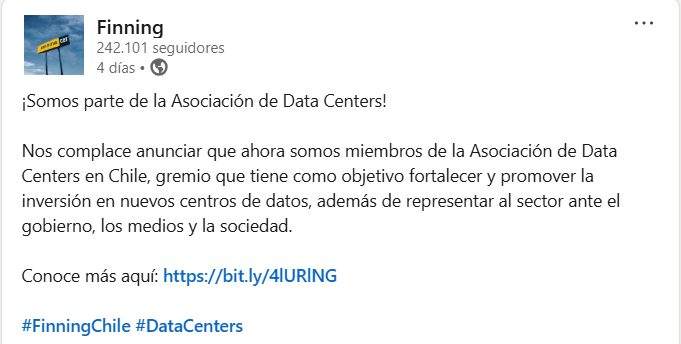 Finning
242.101 seguidores
4 días •
¡Somos parte de la Asociación de Data Centers!
Nos complace anunciar que ahora somos miembros de la Asociación de Data
Centers en Chile, gremio que tiene como objetivo fortalecer y promover la
inversión en nuevos centros de datos, además de representar al sector ante el
gobierno, los medios y la sociedad.
Conoce más aquí: https://bit.ly/4lURlNG
#FinningChile #DataCenters